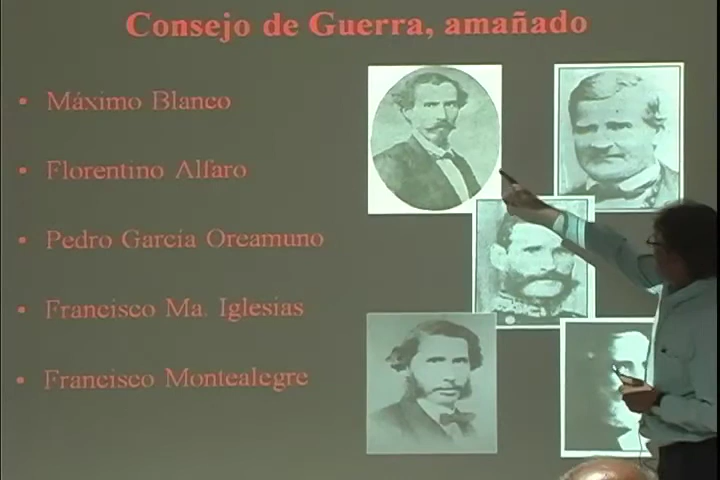 Consejo de Guerra, amañado
• Máximo Blanco
• Florentino Alfaro
• Pedro García Oreamuno
• Francisco Ma. Iglesias
• Francisco Montealegre